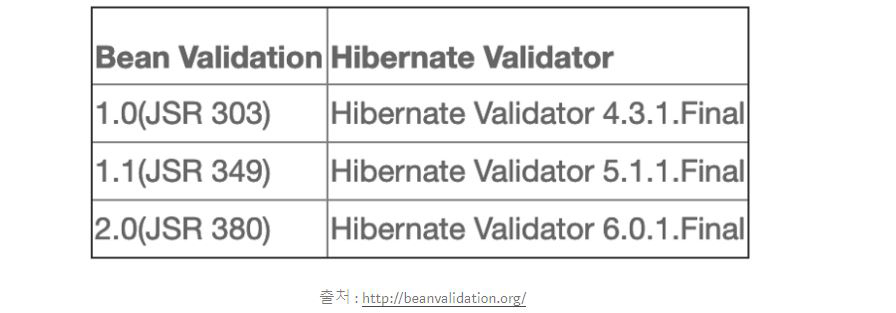 Bean Validation Hibernate Validator
1.0(JSR 303) Hibernate Validator 4.3.1.Final
1.1(JSR 349) Hibernate Validator 5.1.1.Final
2.0(JSR 380) Hibernate Validator 6.0.1.Final
출처 : http://beanvalidation.org/